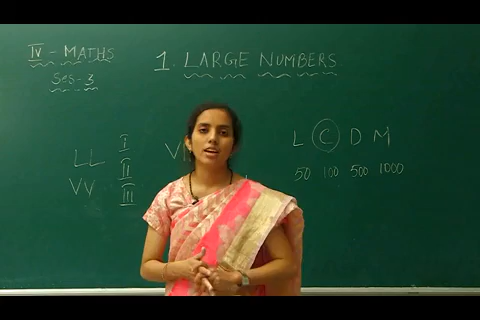 IV - MATHS
Ses - 3
1. LARGE NUMBERS
LL
VV
I
II
III
V
L C D M
50 100 500 1000